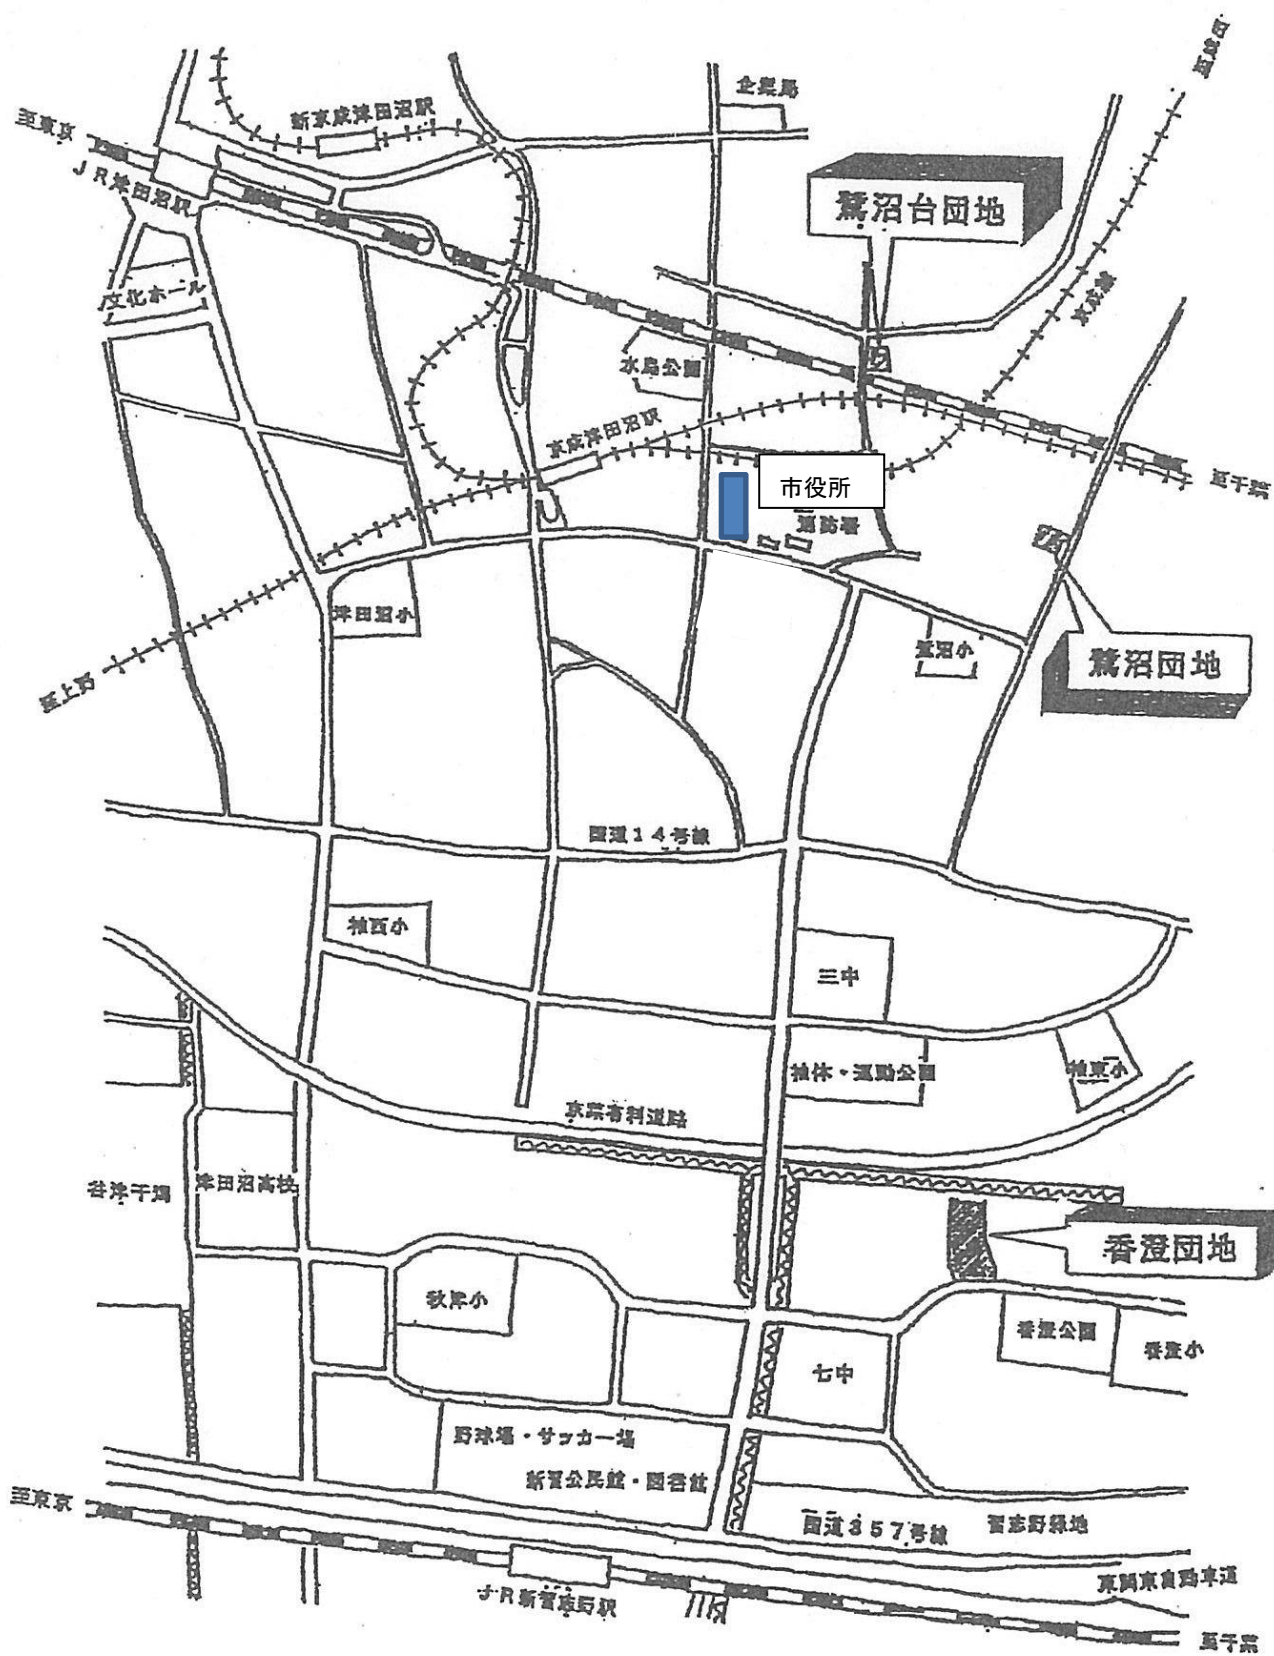 至成田
企業局
新京成津田沼駅
至東京
JR津田沼駅
鷺沼台団地
文化ホール
京成線
水鳥公園
京成津田沼駅
至千葉
市役所
消防署
津田沼小
鷺沼小
鷺沼団地
至上野
国道14号線
袖西小
三中
袖休・運動公園
袖東小
京葉有料道路
谷津干潟
津田沼高校
香澄団地
秋津小
香澄公園
香澄小
七中
野球場・サッカー場
新習公民館・図書館
至東京
国道357号線
習志野緑地
東関東自動車道
JR新習志野駅
至千葉